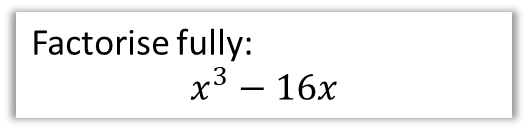 Factorise fully:
𝑥³ − 16𝑥